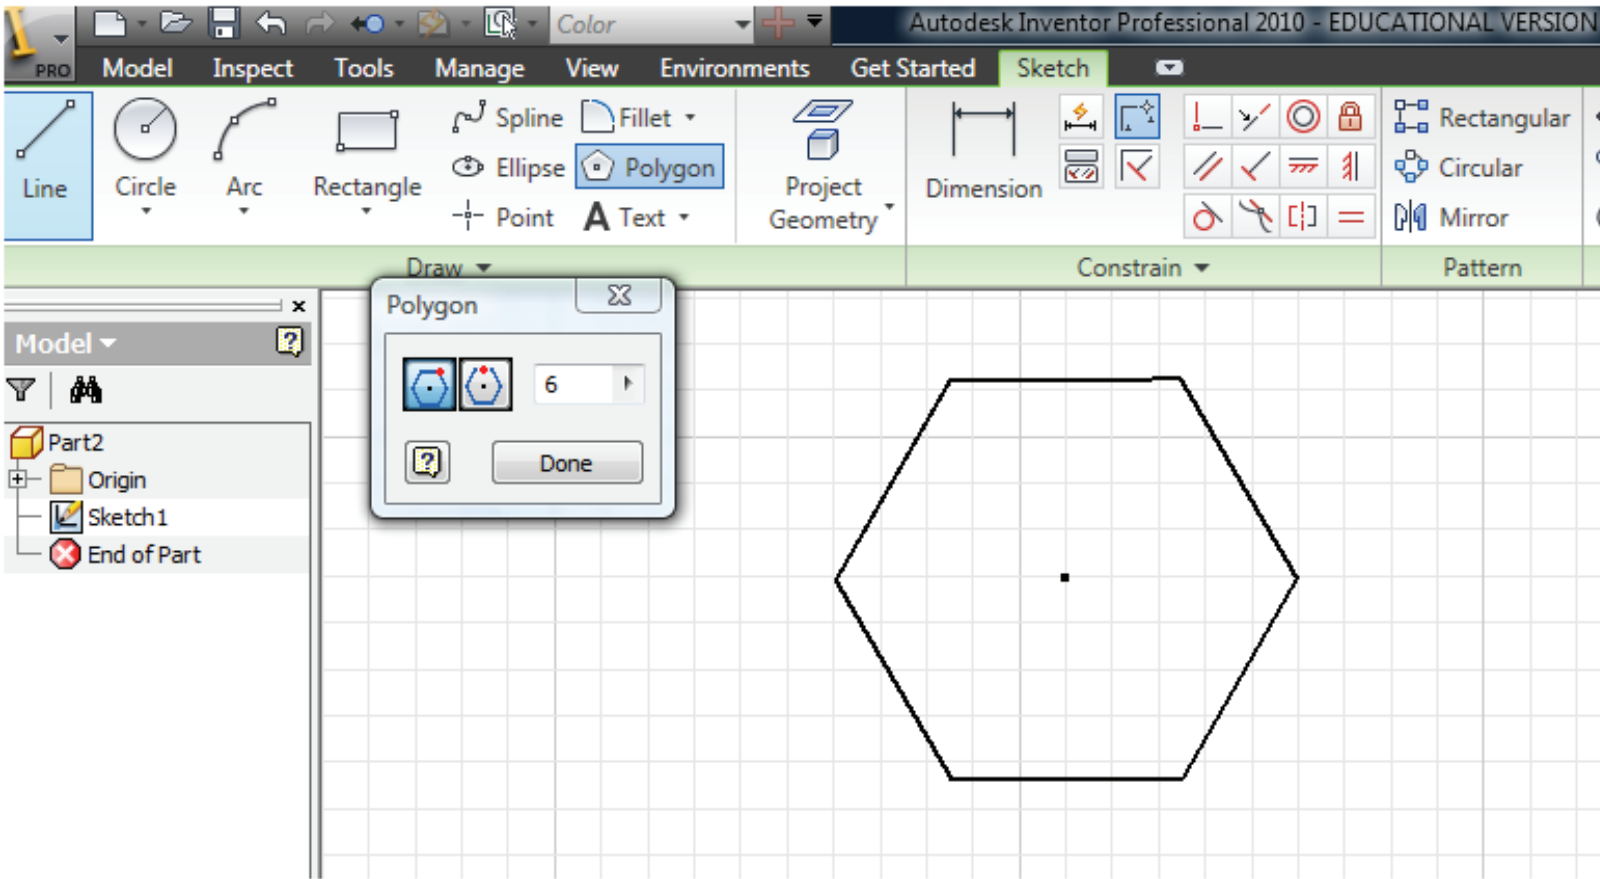 Color
Autodesk Inventor Professional 2010 - EDUCATIONAL VERSION
PRO
Model Inspect Tools Manage View Environments Get Started Sketch
Line
Circle
Arc
Rectangle
Spline
Fillet
Ellipse
Polygon
Point
A Text
Project
Geometry
Dimension
Rectangular
Circular
Mirror
Draw
Constrain
Pattern
Polygon
6
Done
Model
Part2
Origin
Sketch1
End of Part